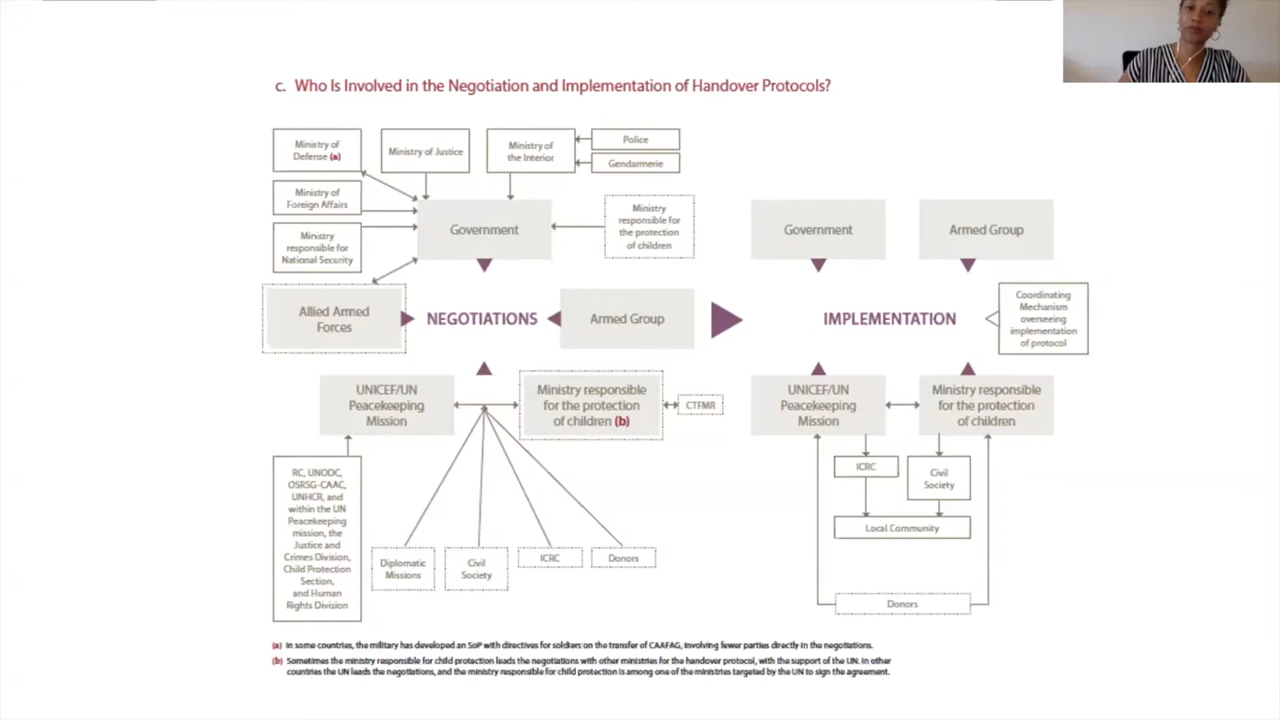 c. Who Is Involved in the Negotiation and Implementation of Handover Protocols?
Ministry of
Defense (a)
Ministry of Justice
Ministry of
the Interior
Police
Gendarmerie
Ministry of
Foreign Affairs
Ministry
responsible for
National Security
Government
Ministry
responsible for
the protection
of children
Allied Armed
Forces
NEGOTIATIONS
Armed Group
UNICEF/UN
Peacekeeping
Mission
Ministry responsible
for the protection
of children (b)
CTFMR
RC, UNODC,
OSRSG-CAAC,
UNHCR, and
within the UN
Peacekeeping
mission, the
Justice and
Crimes Division,
Child Protection
Section,
and Human
Rights Division
Diplomatic
Missions
Civil
Society
ICRC
Donors
Government
Armed Group
IMPLEMENTATION
Coordinating
Mechanism
overseeing
implementation
of protocol
UNICEF/UN
Peacekeeping
Mission
Ministry responsible
for the protection
of children
ICRC
Civil
Society
Local Community
Donors
(a) In some countries, the military has developed an SoP with directives for soldiers on the transfer of CAAFAG, involving fewer parties directly in the negotiations.
(b) Sometimes the ministry responsible for child protection leads the negotiations with other ministries for the handover protocol, with the support of the UN. In other
countries the UN leads the negotiations, and the ministry responsible for child protection is among one of the ministries targeted by the UN to sign the agreement.